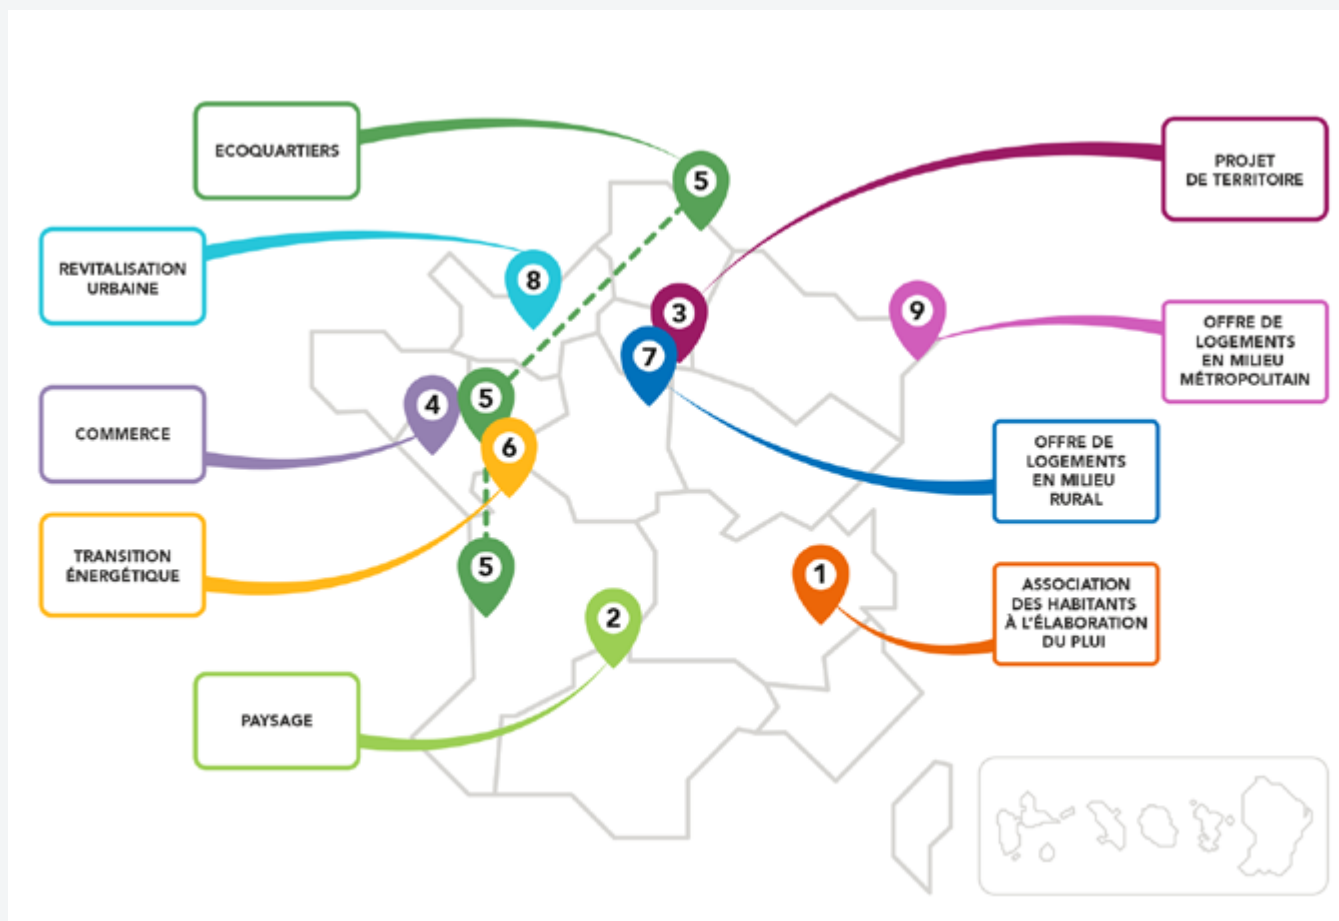 ECOQUARTIERS
5
PROJET
DE TERRITOIRE
REVITALISATION
URBAINE
8
3
9
OFFRE DE
LOGEMENTS
EN MILIEU
MÉTROPOLITAIN
7
COMMERCE
4
5
6
OFFRE DE
LOGEMENTS
EN MILIEU
RURAL
TRANSITION
ÉNERGÉTIQUE
5
1
ASSOCIATION
DES HABITANTS
À L'ÉLABORATION
DU PLUI
2
PAYSAGE